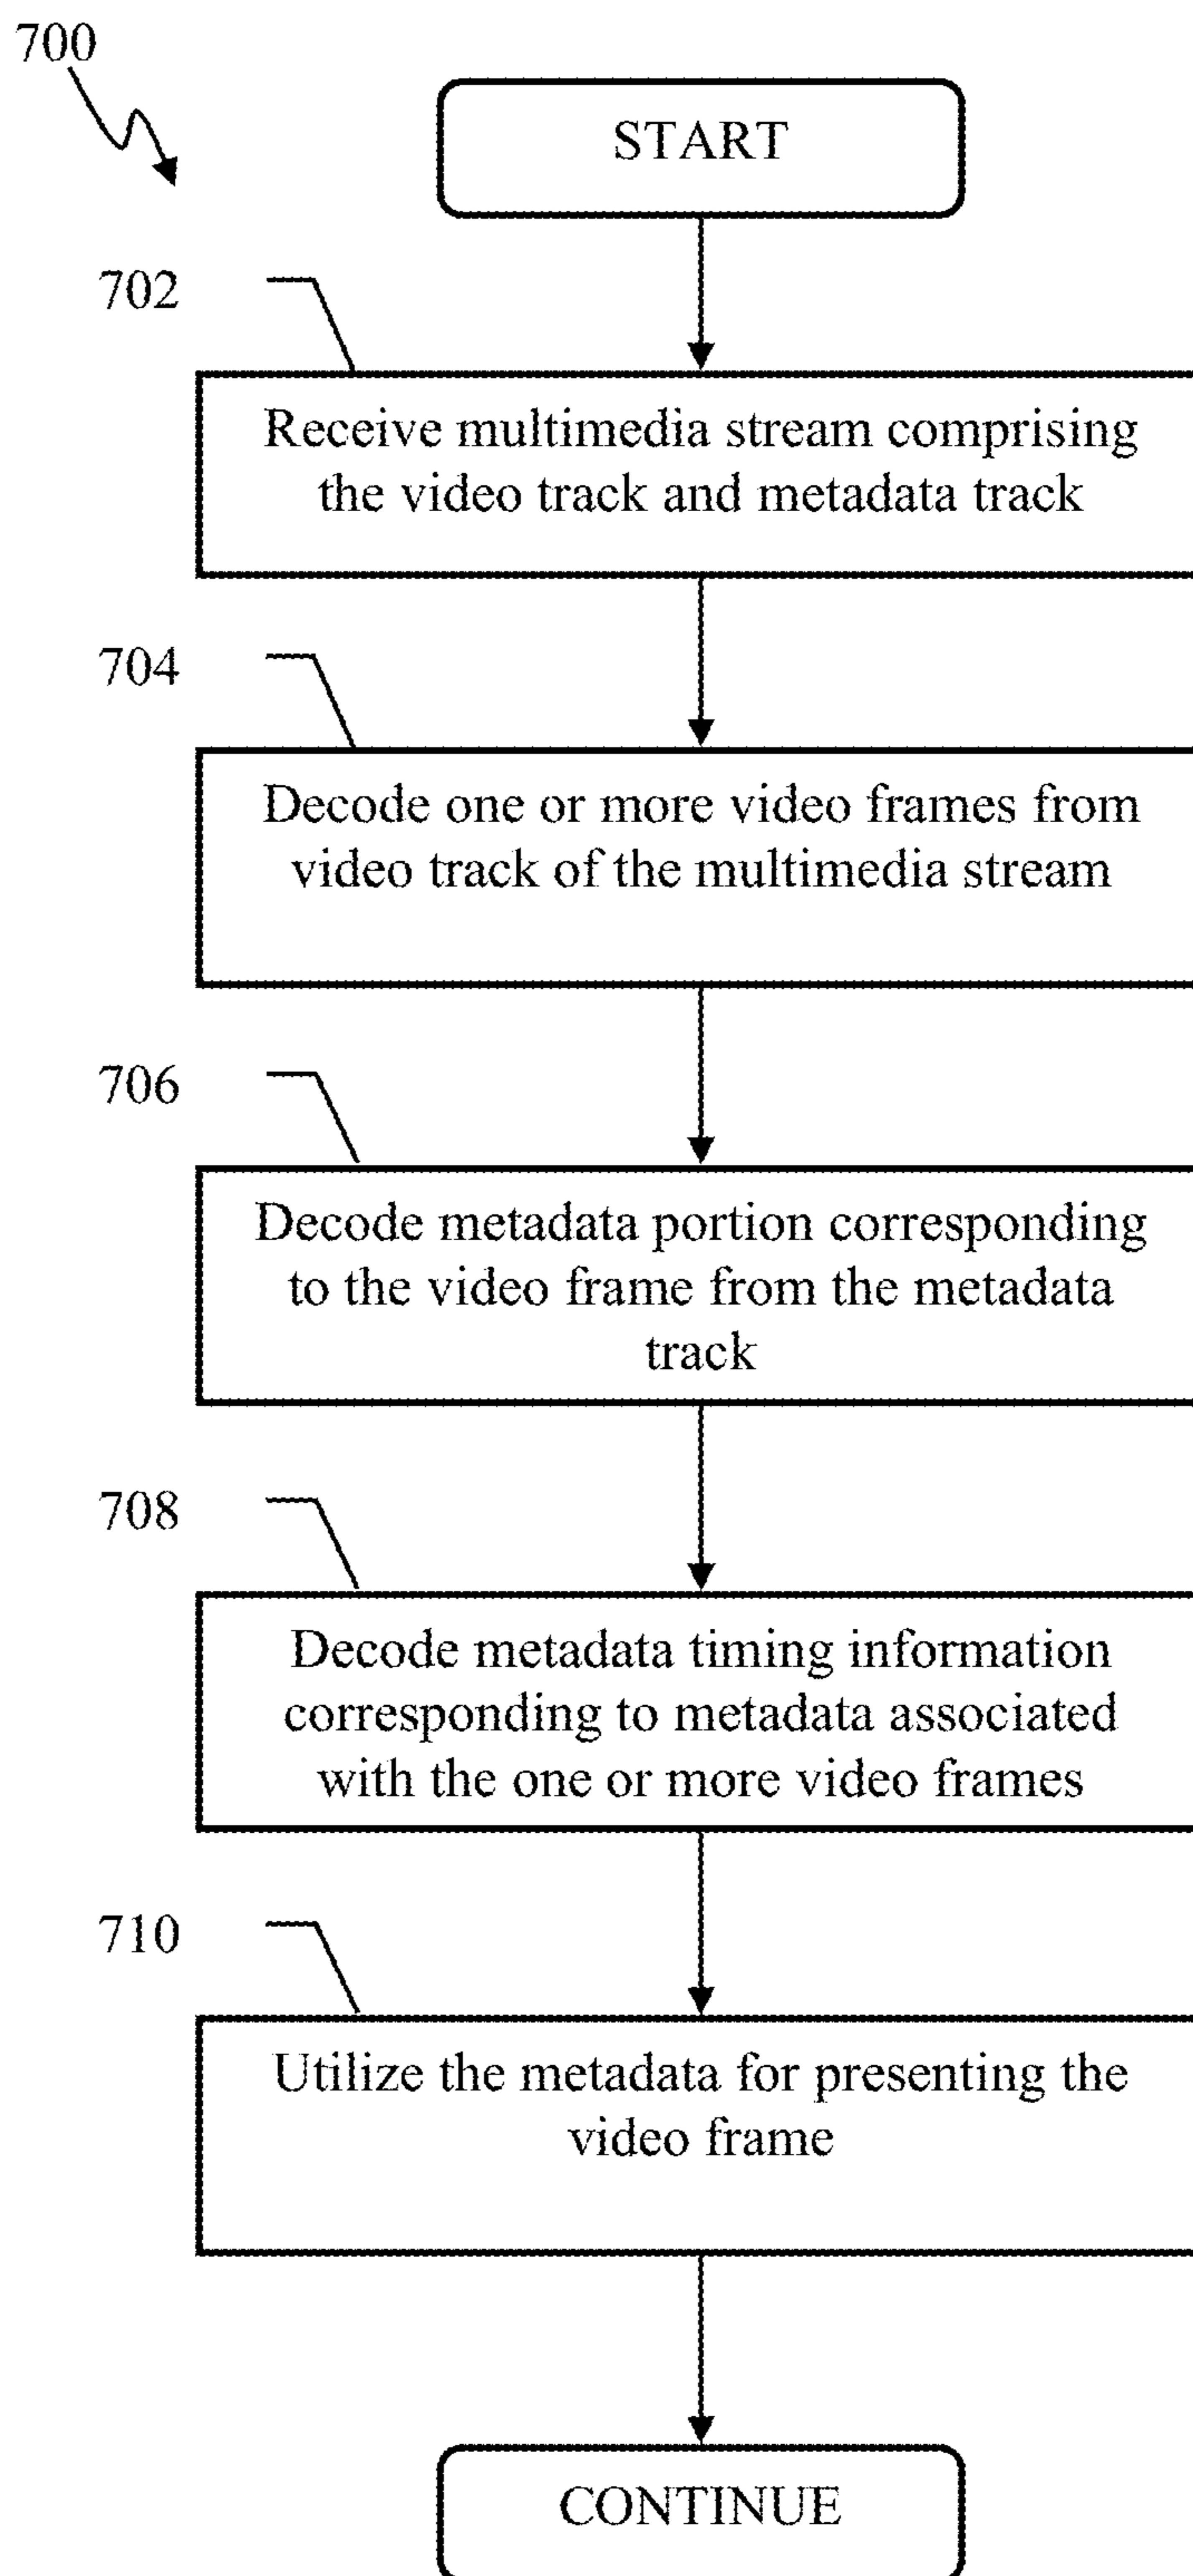 700
START
702
Receive multimedia stream comprising
the video track and metadata track
704
Decode one or more video frames from
video track of the multimedia stream
706
Decode metadata portion corresponding
to the video frame from the metadata
track
708
Decode metadata timing information
corresponding to metadata associated
with the one or more video frames
710
Utilize the metadata for presenting the
video frame
CONTINUE